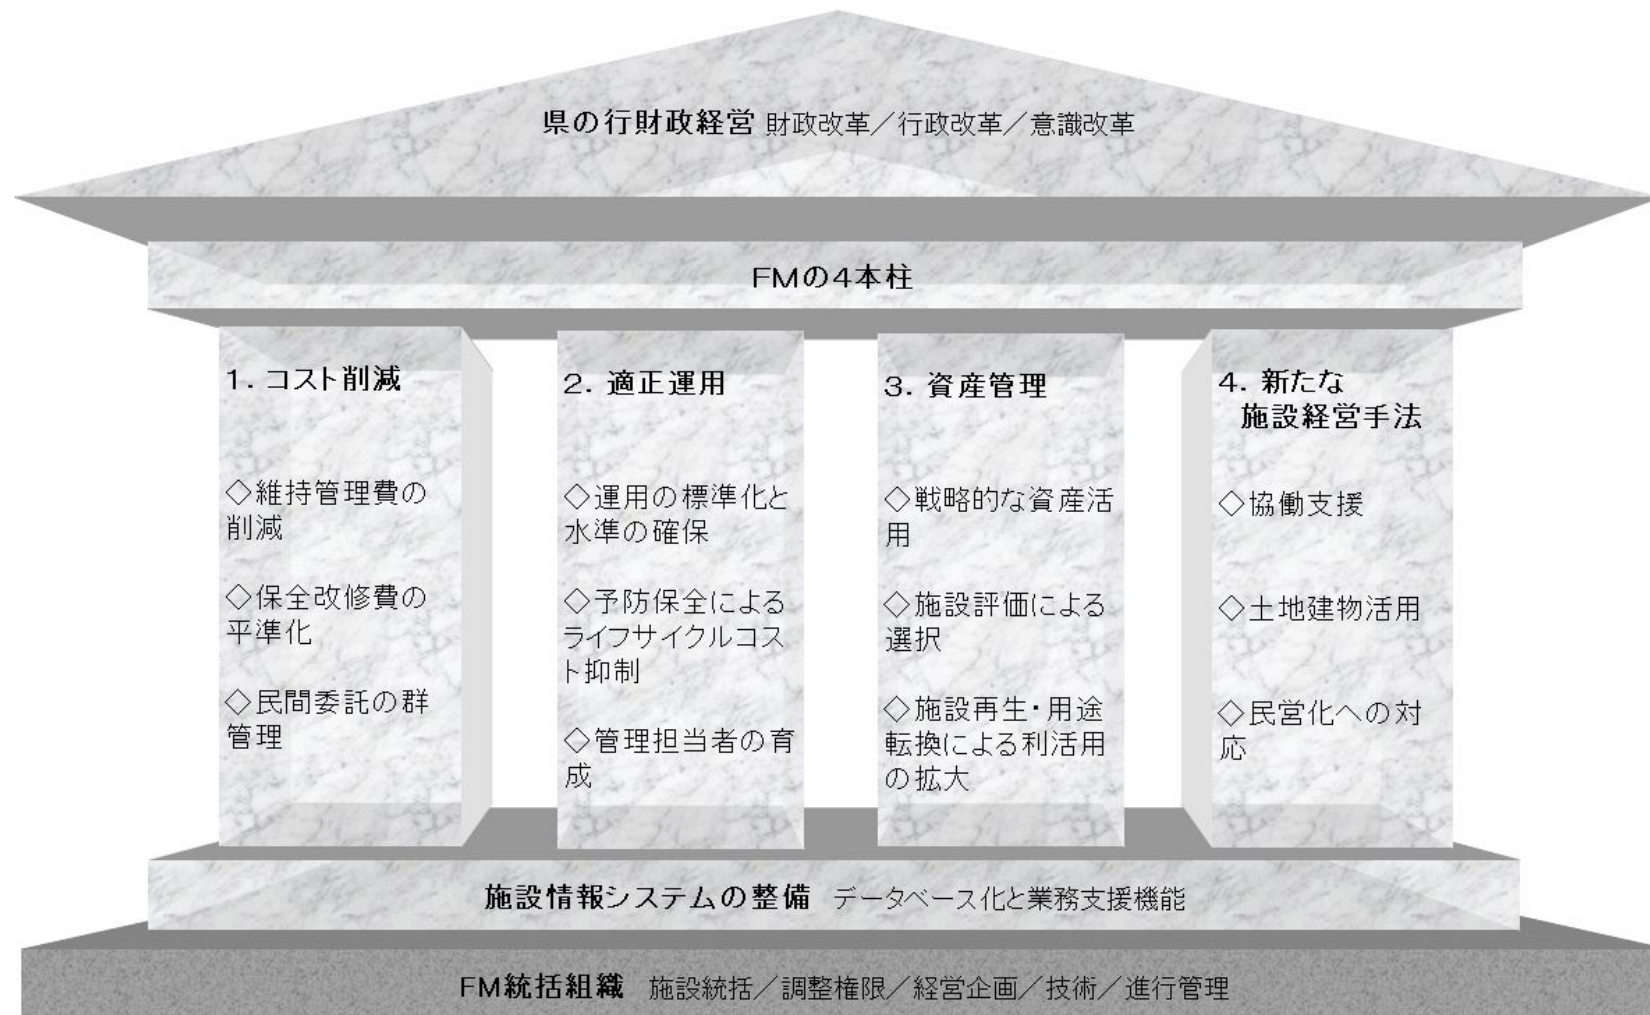 県の行財政経営 財政改革／行政改革／意識改革
FMの4本柱
1. コスト削減
◇維持管理費の
削減
◇保全改修費の
平準化
◇民間委託の群
管理
2. 適正運用
◇運用の標準化と
水準の確保
◇予防保全による
ライフサイクルコス
ト抑制
◇管理担当者の育
成
3. 資産管理
◇戦略的な資産活
用
◇施設評価による
選択
◇施設再生・用途
転換による利活用
の拡大
4. 新たな
施設経営手法
◇協働支援
◇土地建物活用
◇民営化への対
応
施設情報システムの整備 データベース化と業務支援機能
FM統括組織 施設統括／調整権限／経営企画／技術／進行管理